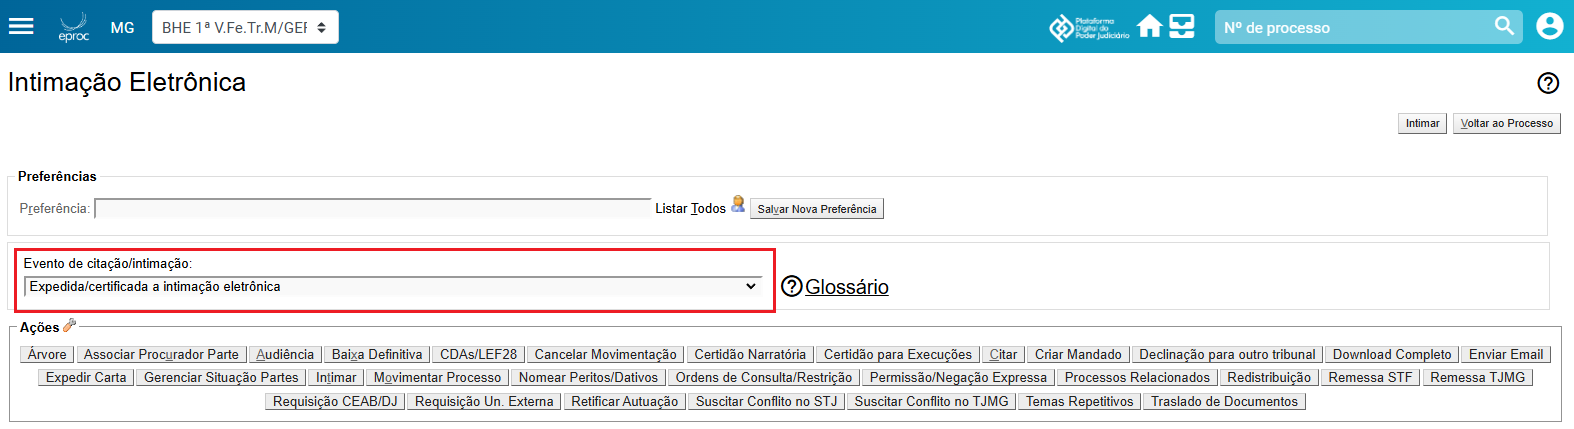 eproc MG BHE 1ª V.Fe.Tr.M/GEF Plataforma Digital do Poder Judiciário Nº de processo
Intimação Eletrônica
Intimar Voltar ao Processo
Preferências
Preferência: Listar Todos Salvar Nova Preferência
Evento de citação/intimação:
Expedida/certificada a intimação eletrônica
Glossário
Ações
Árvore Associar Procurador Parte Audiência Baixa Definitiva CDAs/LEF28 Cancelar Movimentação Certidão Narratória Certidão para Execuções Citar Criar Mandado Declinação para outro tribunal Download Completo Enviar Email
Expedir Carta Gerenciar Situação Partes Intimar Movimentar Processo Nomear Peritos/Dativos Ordens de Consulta/Restrição Permissão/Negação Expressa Processos Relacionados Redistribuição Remessa STF Remessa TJMG
Requisição CEAB/DJ Requisição Un. Externa Retificar Autuação Suscitar Conflito no STJ Suscitar Conflito no TJMG Temas Repetitivos Traslado de Documentos